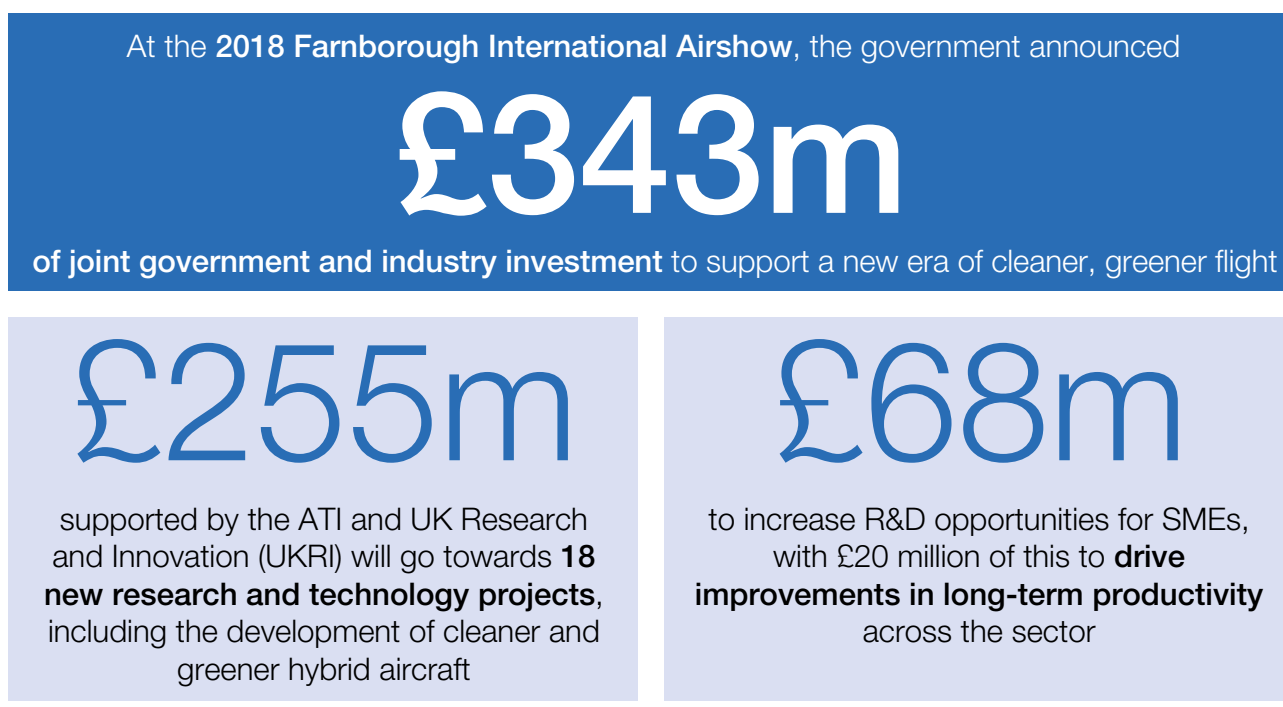 At the 2018 Farnborough International Airshow, the government announced
£343m
of joint government and industry investment to support a new era of cleaner, greener flight
£255m
supported by the ATI and UK Research
and Innovation (UKRI) will go towards 18
new research and technology projects,
including the development of cleaner and
greener hybrid aircraft
£68m
to increase R&D opportunities for SMEs,
with £20 million of this to drive
improvements in long-term productivity
across the sector